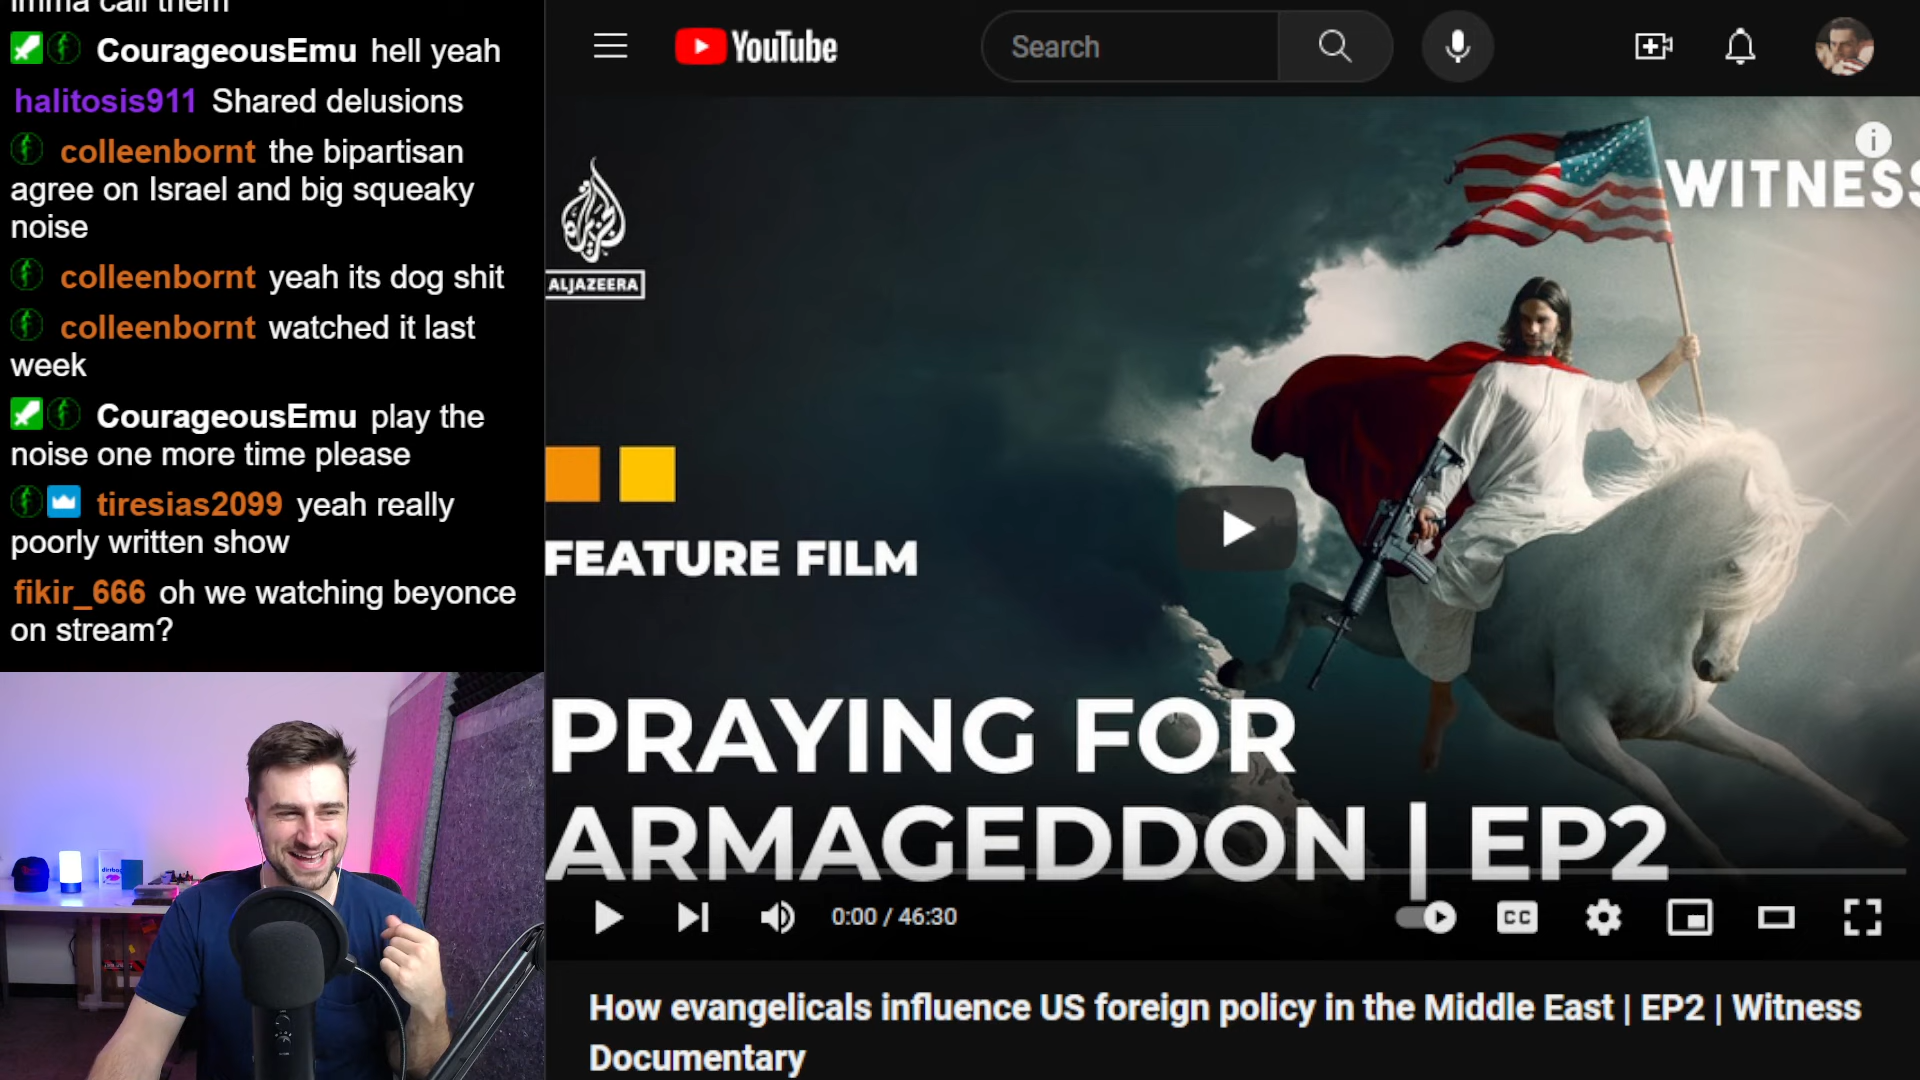 imma call them
CourageousEmu hell yeah
halitosis911 Shared delusions
colleenbornt the bipartisan
agree on Israel and big squeaky
noise
colleenbornt yeah its dog shit
colleenbornt watched it last
week
CourageousEmu play the
noise one more time please
tiresias2099 yeah really
poorly written show
fikir_666 oh we watching beyonce
on stream?
YouTube
Search
ALJAZEERA
WITNESS
FEATURE FILM
PRAYING FOR
ARMAGEDDON | EP2
0:00 / 46:30
CC
How evangelicals influence US foreign policy in the Middle East | EP2 | Witness
Documentary